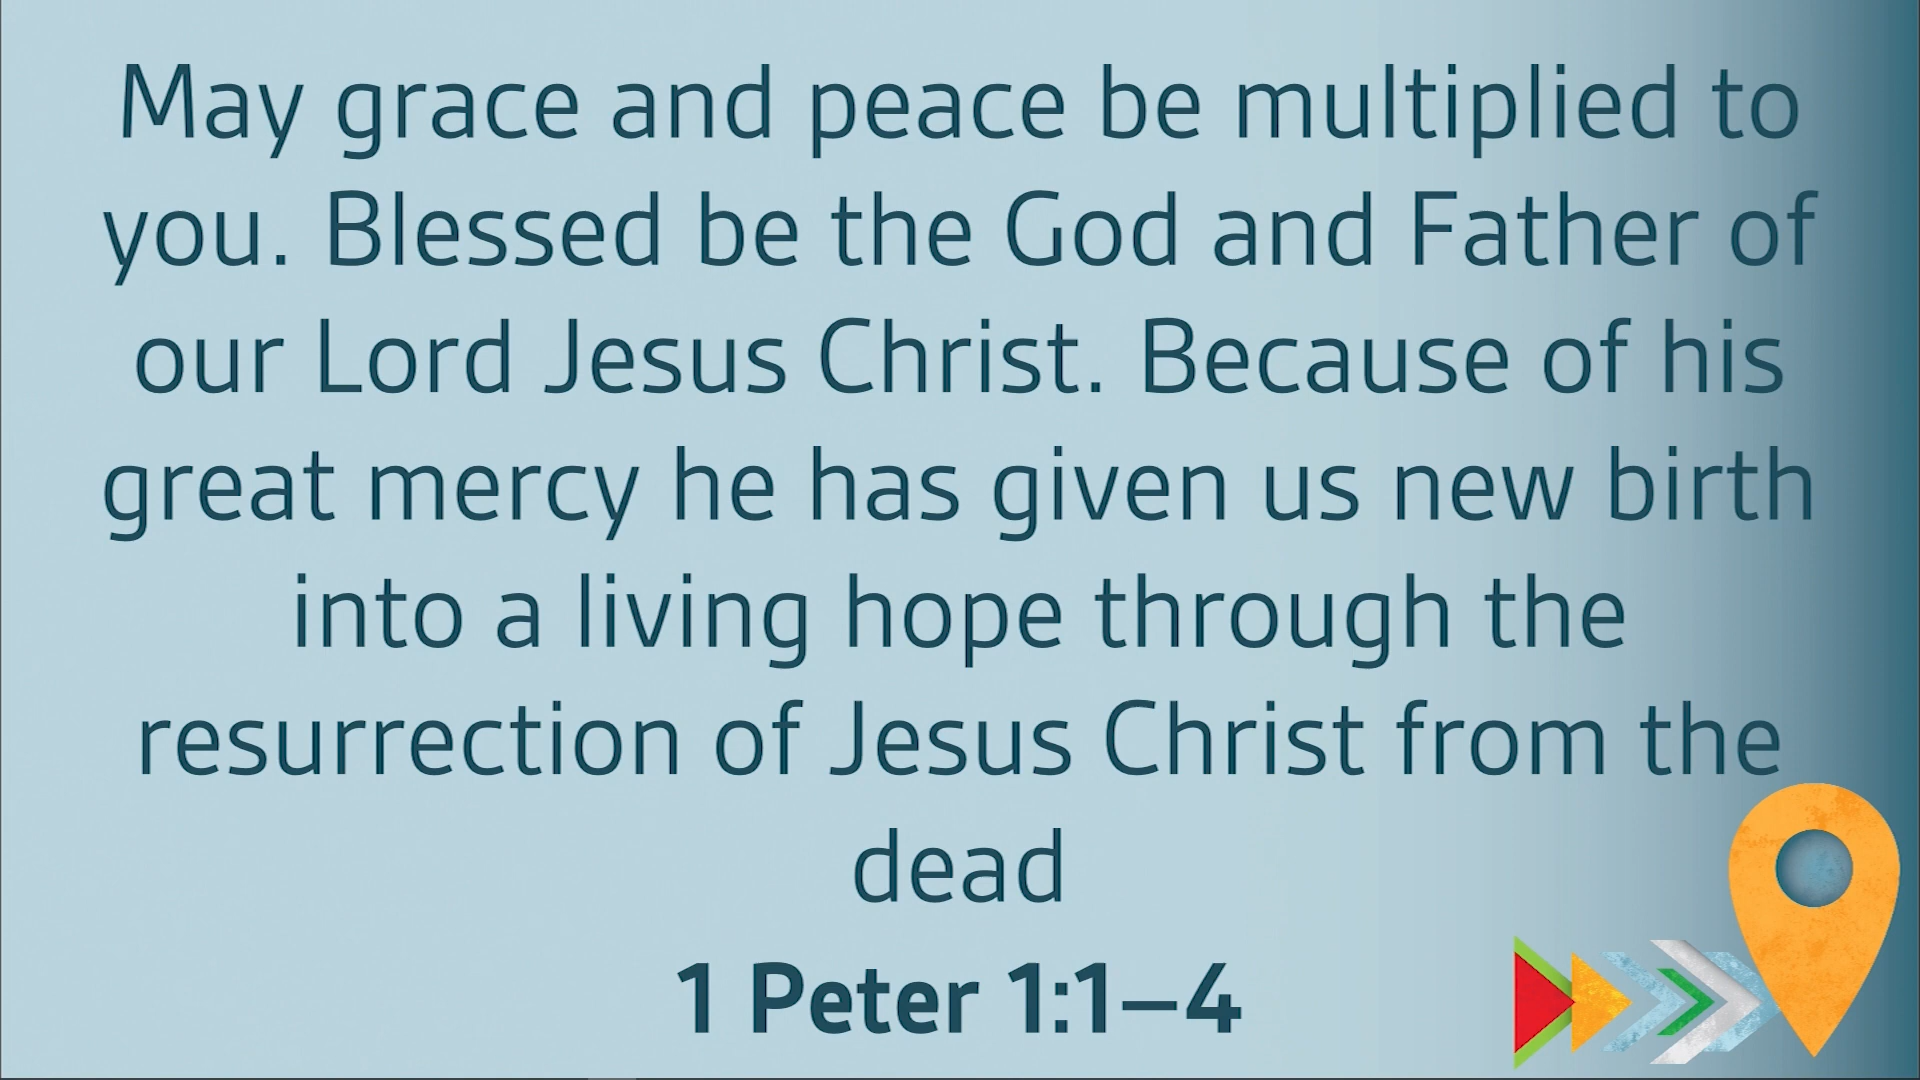 May grace and peace be multiplied to
you. Blessed be the God and Father of
our Lord Jesus Christ. Because of his
great mercy he has given us new birth
into a living hope through the
resurrection of Jesus Christ from the
dead
1 Peter 1:1–4